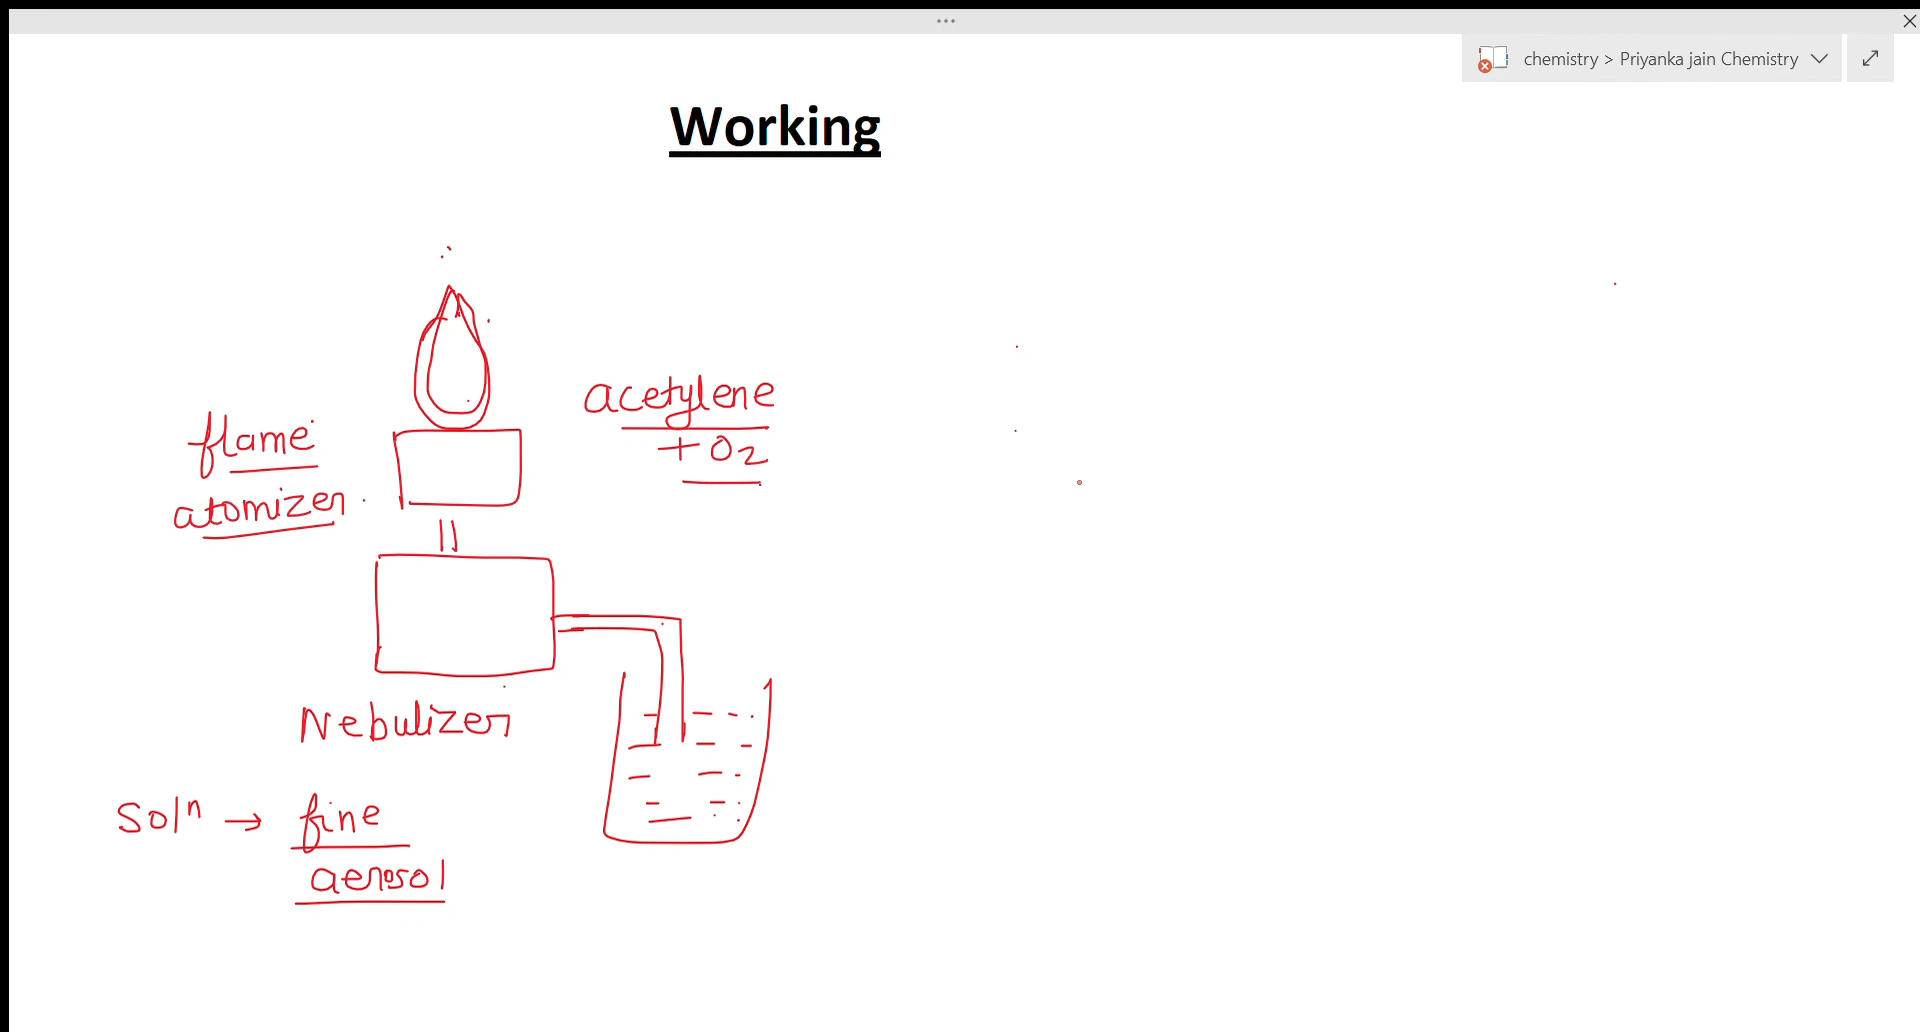 chemistry > Priyanka jain Chemistry
Working
acetylene
+ O2
flame
atomizer
Nebulizer
Solⁿ → fine
aerosol